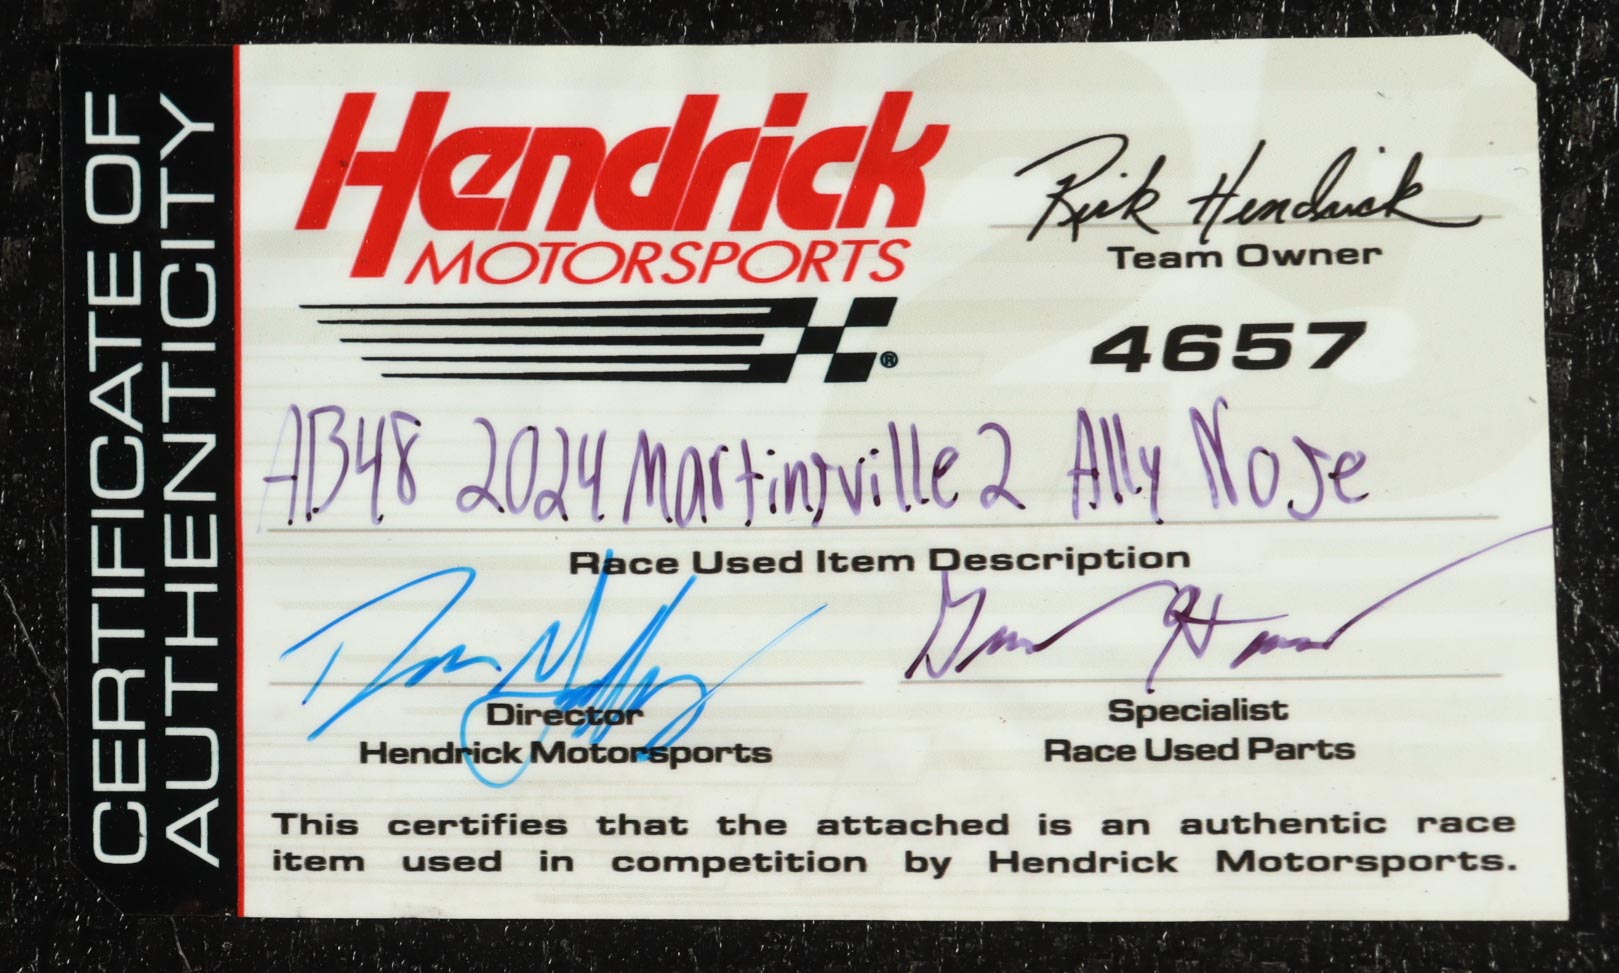 CERTIFICATE OF
AUTHENTICITY
Hendrick
MOTORSPORTS
®
Rick Hendrick
Team Owner
4657
AB48 2024 Martinsville 2 Ally Nose
Race Used Item Description
Director
Hendrick Motorsports
Specialist
Race Used Parts
This certifies that the attached is an authentic race
item used in competition by Hendrick Motorsports.